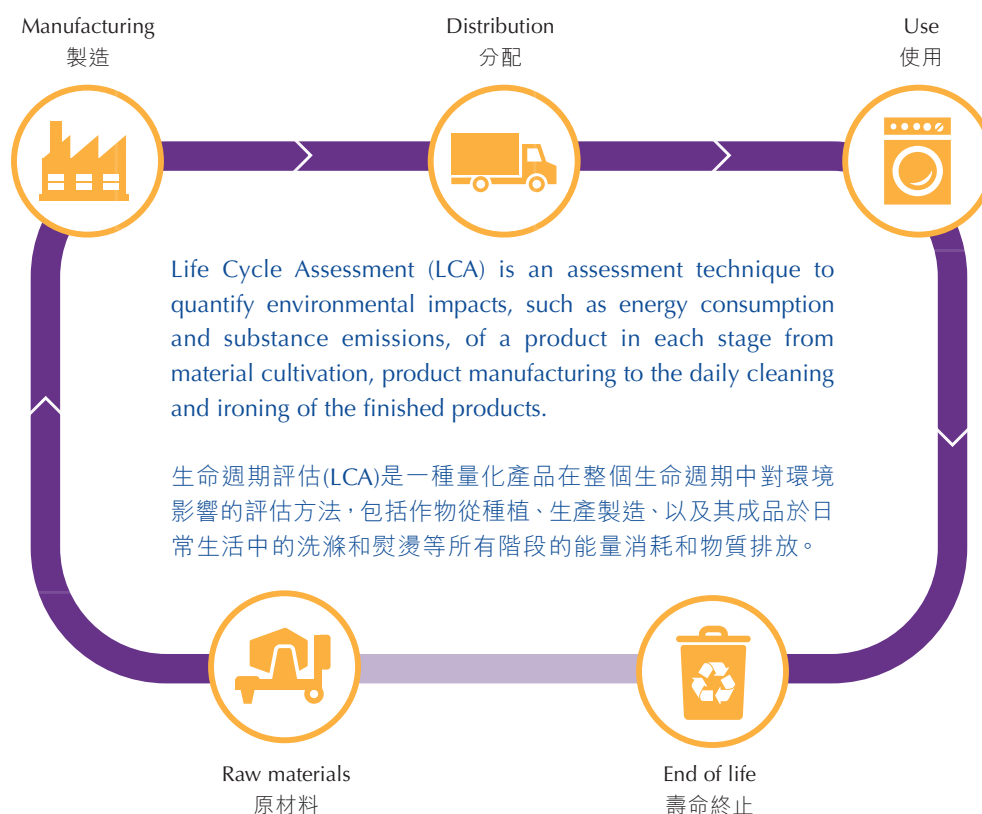 Manufacturing
製造
Distribution
分配
Use
使用
Life Cycle Assessment (LCA) is an assessment technique to
quantify environmental impacts, such as energy consumption
and substance emissions, of a product in each stage from
material cultivation, product manufacturing to the daily cleaning
and ironing of the finished products.
生命週期評估(LCA)是一種量化產品在整個生命週期中對環境
影響的評估方法，包括作物從種植、生產製造、以及其成品於日
常生活中的洗滌和熨燙等所有階段的能量消耗和物質排放。
Raw materials
原材料
End of life
壽命終止